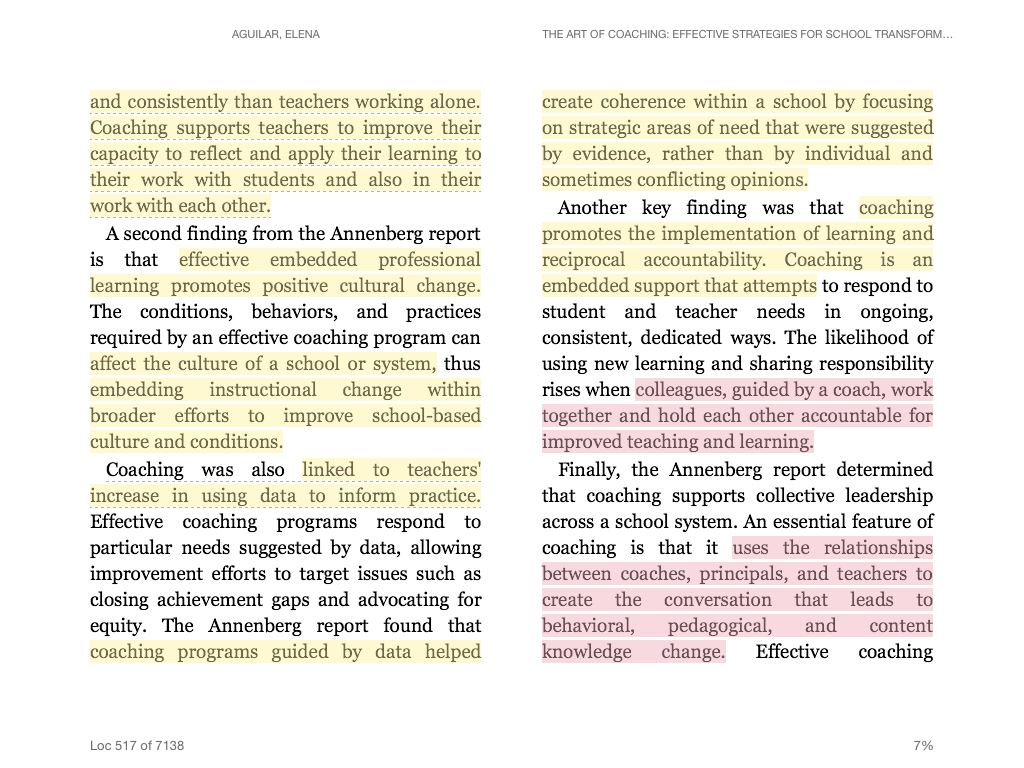 AGUILAR, ELENA
THE ART OF COACHING: EFFECTIVE STRATEGIES FOR SCHOOL TRANSFORM…
and consistently than teachers working alone.
Coaching supports teachers to improve their
capacity to reflect and apply their learning to
their work with students and also in their
work with each other.
A second finding from the Annenberg report
is that effective embedded professional
learning promotes positive cultural change.
The conditions, behaviors, and practices
required by an effective coaching program can
affect the culture of a school or system, thus
embedding instructional change within
broader efforts to improve school-based
culture and conditions.
Coaching was also linked to teachers'
increase in using data to inform practice.
Effective coaching programs respond to
particular needs suggested by data, allowing
improvement efforts to target issues such as
closing achievement gaps and advocating for
equity. The Annenberg report found that
coaching programs guided by data helped
create coherence within a school by focusing
on strategic areas of need that were suggested
by evidence, rather than by individual and
sometimes conflicting opinions.
Another key finding was that coaching
promotes the implementation of learning and
reciprocal accountability. Coaching is an
embedded support that attempts to respond to
student and teacher needs in ongoing,
consistent, dedicated ways. The likelihood of
using new learning and sharing responsibility
rises when colleagues, guided by a coach, work
together and hold each other accountable for
improved teaching and learning.
Finally, the Annenberg report determined
that coaching supports collective leadership
across a school system. An essential feature of
coaching is that it uses the relationships
between coaches, principals, and teachers to
create the conversation that leads to
behavioral, pedagogical, and content
knowledge change. Effective coaching
Loc 517 of 7138
7%